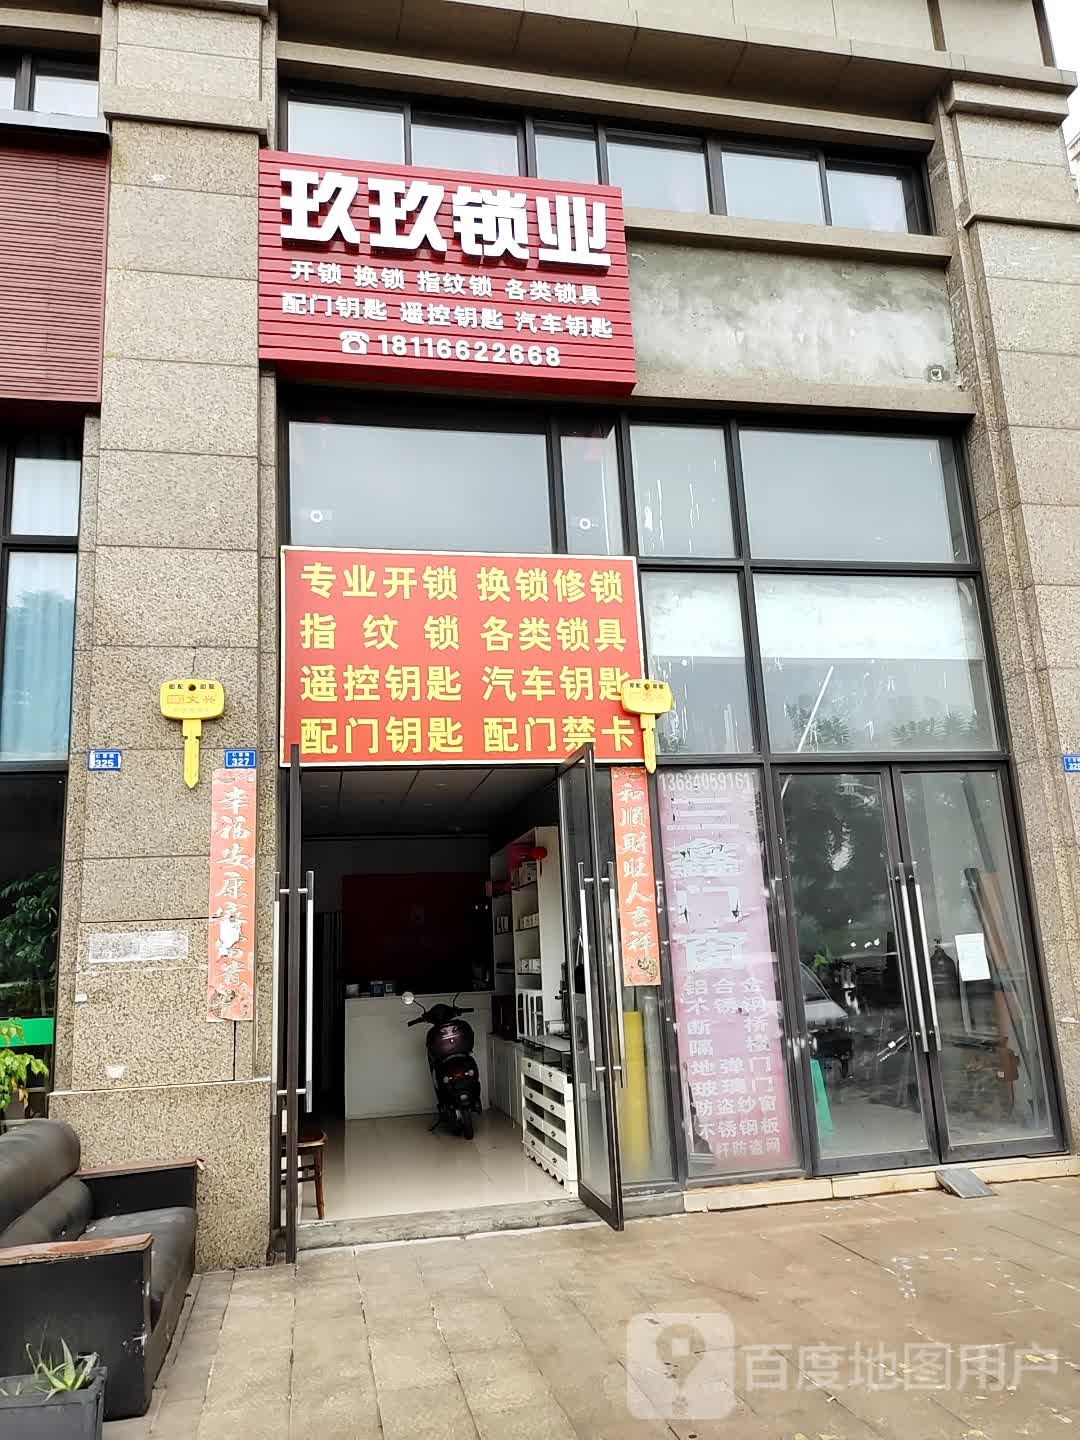 玖玖锁业
开锁 换锁 指纹锁 各类锁具
配门钥匙 遥控钥匙 汽车钥匙
18116622668
专业开锁 换锁修锁
指纹锁 各类锁具
遥控钥匙 汽车钥匙
配门钥匙 配门禁卡
325
327
幸福安康
和顺财旺人吉祥
13684059161
三鑫门窗
铝合金
不锈钢
断桥
隔楼
地弹门
玻璃门
防盗纱窗
不锈钢板
防盗网
百度地图用户